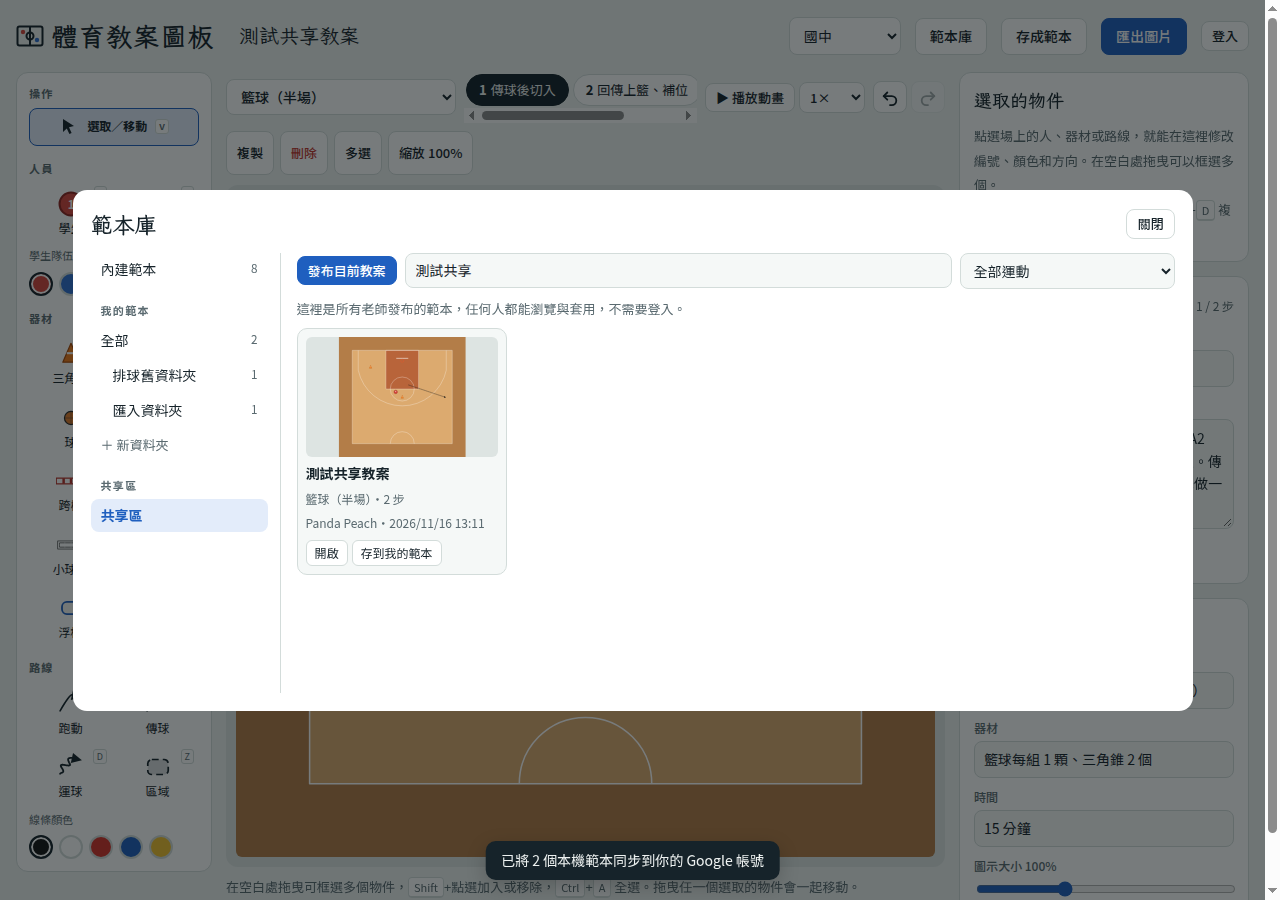 體育教案圖板
測試共享教案
國中
範本庫
存成範本
匯出圖片
登入
操作
選取／移動 V
人員
學生隊伍
器材
路線
跑動
傳球
運球 D
區域 Z
線條顏色
籃球（半場）
1 傳球後切入
2 回傳上籃、補位
▶ 播放動畫
1×
複製
刪除
多選
縮放 100%
選取的物件
點選場上的人、器材或路線，就能在這裡修改
編號、顏色和方向。在空白處拖曳可以框選多
個。
D 複
1 / 2 步
A2
。傳
做一
範本庫
關閉
內建範本 8
我的範本
全部 2
排球舊資料夾 1
匯入資料夾 1
＋ 新資料夾
共享區
共享區
發布目前教案
測試共享
全部運動
這裡是所有老師發布的範本，任何人都能瀏覽與套用，不需要登入。
測試共享教案
籃球（半場）・2 步
Panda Peach・2026/11/16 13:11
開啟
存到我的範本
器材
籃球每組 1 顆、三角錐 2 個
時間
15 分鐘
圖示大小 100%
已將 2 個本機範本同步到你的 Google 帳號
在空白處拖曳可框選多個物件，Shift+點選加入或移除，Ctrl + A 全選。拖曳任一個選取的物件會一起移動。